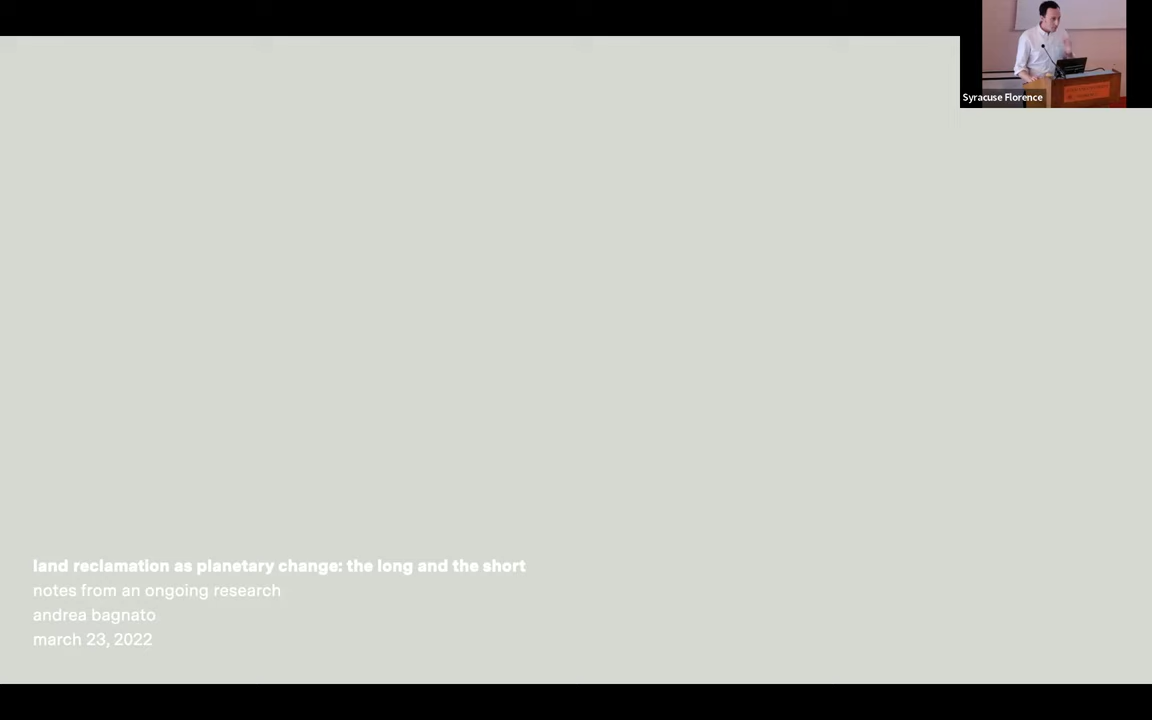 Syracuse Florence
land reclamation as planetary change: the long and the short
notes from an ongoing research
andrea bagnato
march 23, 2022